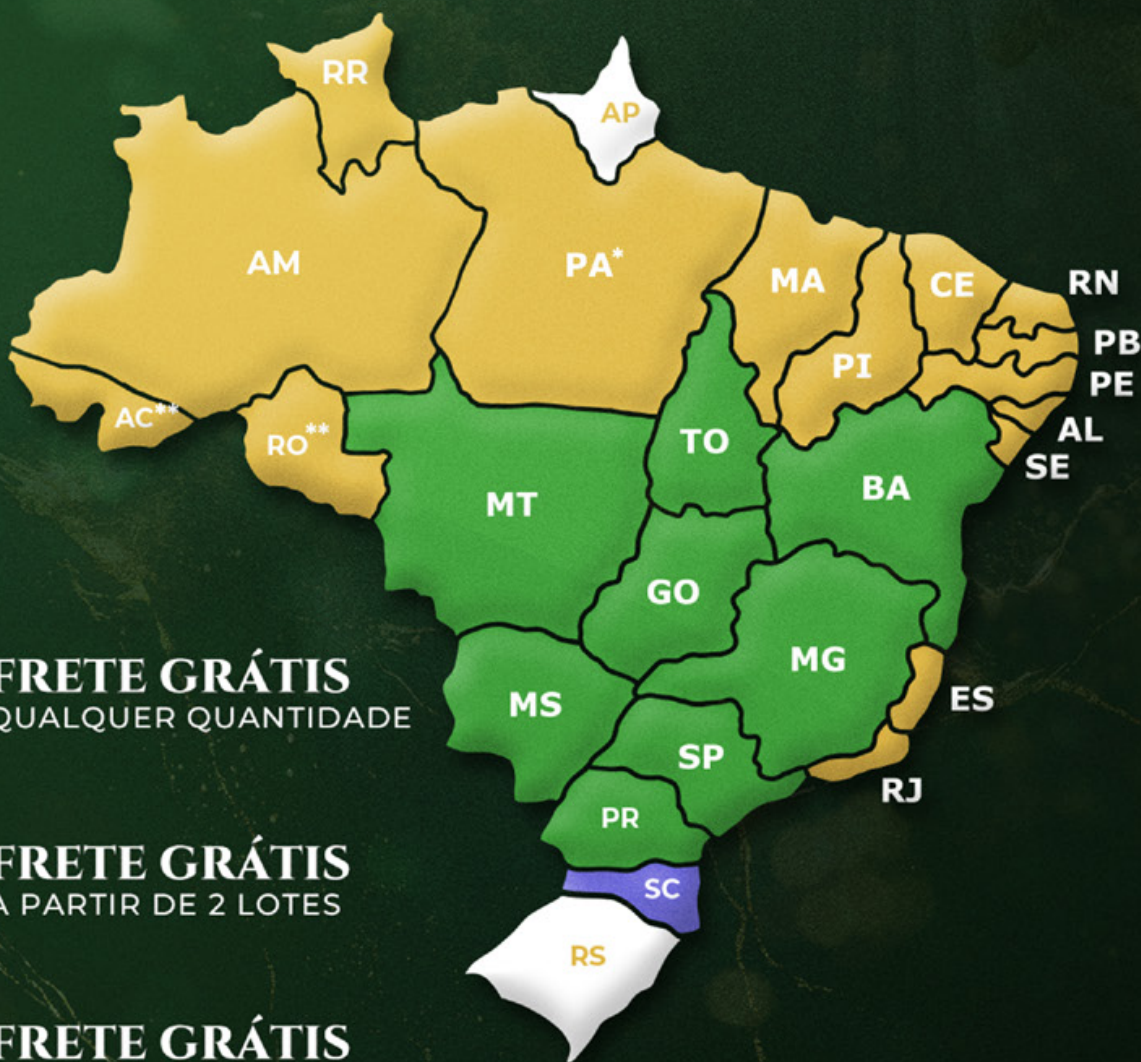 RR
AP
AM
PA*
MA
CE
RN
PB
PI
PE
AC**
RO**
TO
AL
SE
BA
MT
GO
MG
FRETE GRÁTIS
QUALQUER QUANTIDADE
MS
ES
SP
RJ
PR
FRETE GRÁTIS
A PARTIR DE 2 LOTES
SC
RS
FRETE GRÁTIS